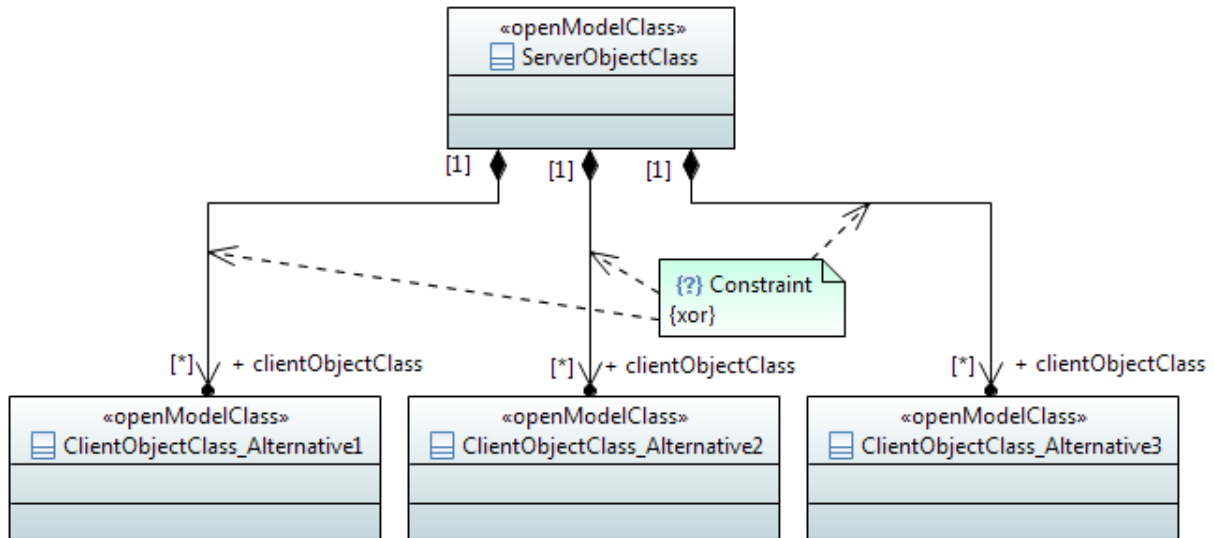 «openModelClass»
ServerObjectClass
[1]
[1]
[1]
{?} Constraint
{xor}
[*]
+ clientObjectClass
[*]
+ clientObjectClass
[*]
+ clientObjectClass
«openModelClass»
ClientObjectClass_Alternative1
«openModelClass»
ClientObjectClass_Alternative2
«openModelClass»
ClientObjectClass_Alternative3